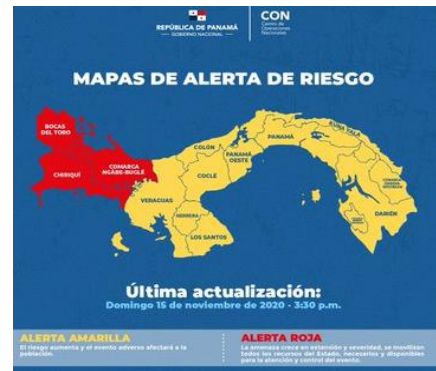 REPÚBLICA DE PANAMÁ
— GOBIERNO NACIONAL —
CON
Centro de
Operaciones
Nacionales
MAPAS DE ALERTA DE RIESGO
BOCAS
DEL TORO
CHIRIQUÍ
COMARCA
NGÄBE-BUGLÉ
VERAGUAS
HERRERA
LOS SANTOS
COCLÉ
COLÓN
PANAMÁ
OESTE
PANAMÁ
KUNA YALA
DARIÉN
Última actualización:
Domingo 15 de noviembre de 2020 - 3:30 p.m.
ALERTA AMARILLA
El riesgo aumenta y el evento adverso afectará a la
población.
ALERTA ROJA
La amenaza crece en extensión y severidad, se movilizan
todos los recursos del Estado, necesarios y disponibles
para la atención y control del evento.